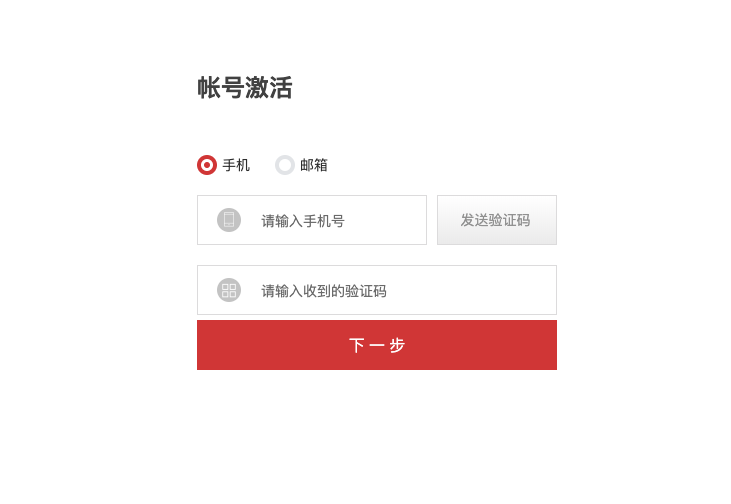 帐号激活
手机 邮箱
请输入手机号 发送验证码
请输入收到的验证码
下一步